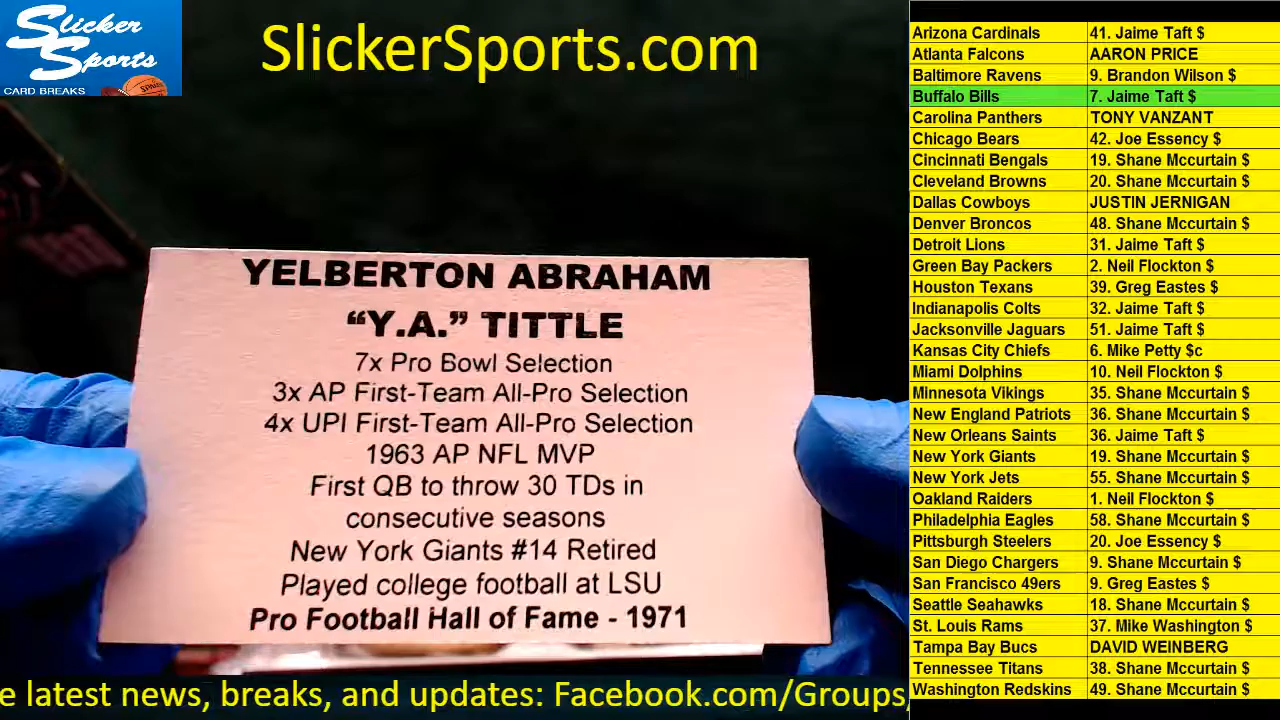 Slicker
Sports
CARD BREAKS
SlickerSports.com
YELBERTON ABRAHAM
“Y.A.” TITTLE
7x Pro Bowl Selection
3x AP First-Team All-Pro Selection
4x UPI First-Team All-Pro Selection
1963 AP NFL MVP
First QB to throw 30 TDs in
consecutive seasons
New York Giants #14 Retired
Played college football at LSU
Pro Football Hall of Fame - 1971
e latest news, breaks, and updates: Facebook.com/Groups/
Arizona Cardinals 41. Jaime Taft $
Atlanta Falcons AARON PRICE
Baltimore Ravens 9. Brandon Wilson $
Buffalo Bills 7. Jaime Taft $
Carolina Panthers TONY VANZANT
Chicago Bears 42. Joe Essency $
Cincinnati Bengals 19. Shane Mccurtain $
Cleveland Browns 20. Shane Mccurtain $
Dallas Cowboys JUSTIN JERNIGAN
Denver Broncos 48. Shane Mccurtain $
Detroit Lions 31. Jaime Taft $
Green Bay Packers 2. Neil Flockton $
Houston Texans 39. Greg Eastes $
Indianapolis Colts 32. Jaime Taft $
Jacksonville Jaguars 51. Jaime Taft $
Kansas City Chiefs 6. Mike Petty $c
Miami Dolphins 10. Neil Flockton $
Minnesota Vikings 35. Shane Mccurtain $
New England Patriots 36. Shane Mccurtain $
New Orleans Saints 36. Jaime Taft $
New York Giants 19. Shane Mccurtain $
New York Jets 55. Shane Mccurtain $
Oakland Raiders 1. Neil Flockton $
Philadelphia Eagles 58. Shane Mccurtain $
Pittsburgh Steelers 20. Joe Essency $
San Diego Chargers 9. Shane Mccurtain $
San Francisco 49ers 9. Greg Eastes $
Seattle Seahawks 18. Shane Mccurtain $
St. Louis Rams 37. Mike Washington $
Tampa Bay Bucs DAVID WEINBERG
Tennessee Titans 38. Shane Mccurtain $
Washington Redskins 49. Shane Mccurtain $